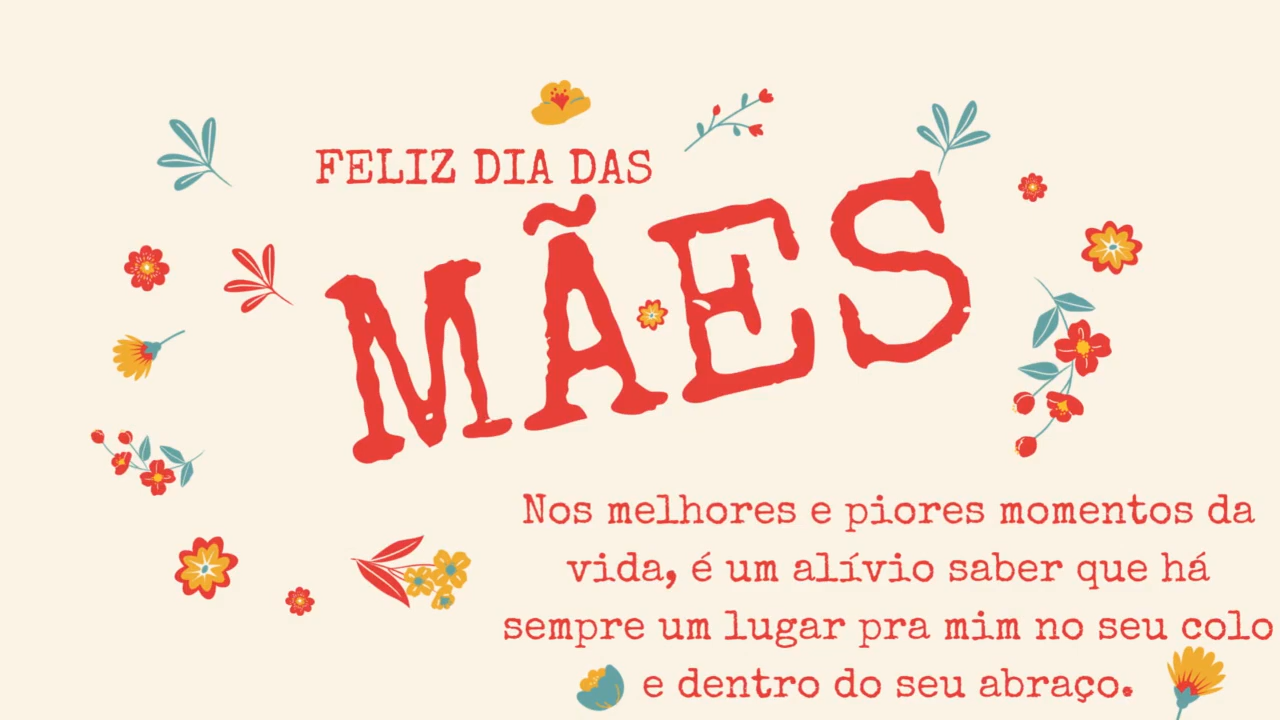 FELIZ DIA DAS
MÃES
Nos melhores e piores momentos da
vida, é um alívio saber que há
sempre um lugar pra mim no seu colo
e dentro do seu abraço.